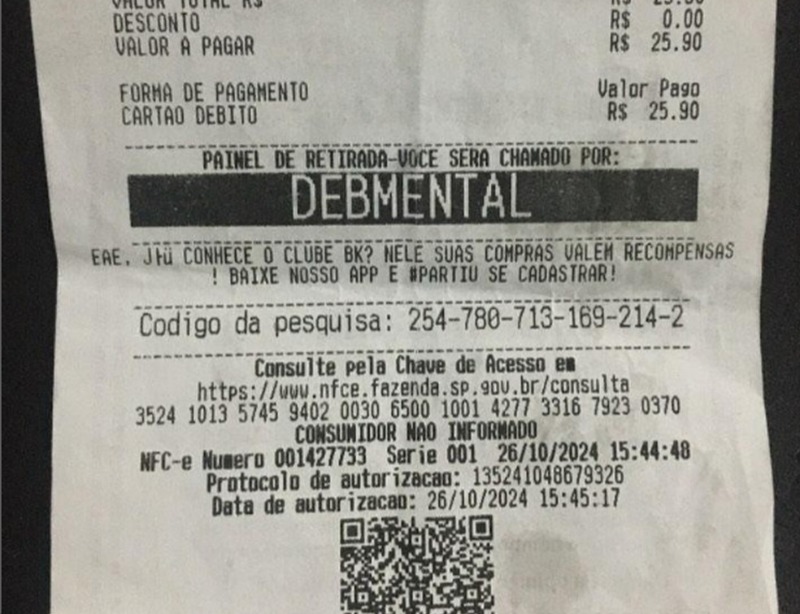 VALOR TOTAL R$
DESCONTO R$ 0.00
VALOR A PAGAR R$ 25.90
FORMA DE PAGAMENTO Valor Pago
CARTAO DEBITO R$ 25.90
PAINEL DE RETIRADA-VOCE SERA CHAMADO POR:
DEBMENTAL
EAE, Jtü CONHECE O CLUBE BK? NELE SUAS COMPRAS VALEM RECOMPENSAS
! BAIXE NOSSO APP E #PARTIU SE CADASTRAR!
Codigo da pesquisa: 254-780-713-169-214-2
Consulte pela Chave de Acesso em
https://www.nfce.fazenda.sp.gov.br/consulta
3524 1013 5745 9402 0030 6500 1001 4277 3316 7923 0370
CONSUMIDOR NAO INFORMADO
NFC-e Numero 001427733 Serie 001 26/10/2024 15:44:48
Protocolo de autorizacao: 135241048679326
Data de autorizacao: 26/10/2024 15:45:17